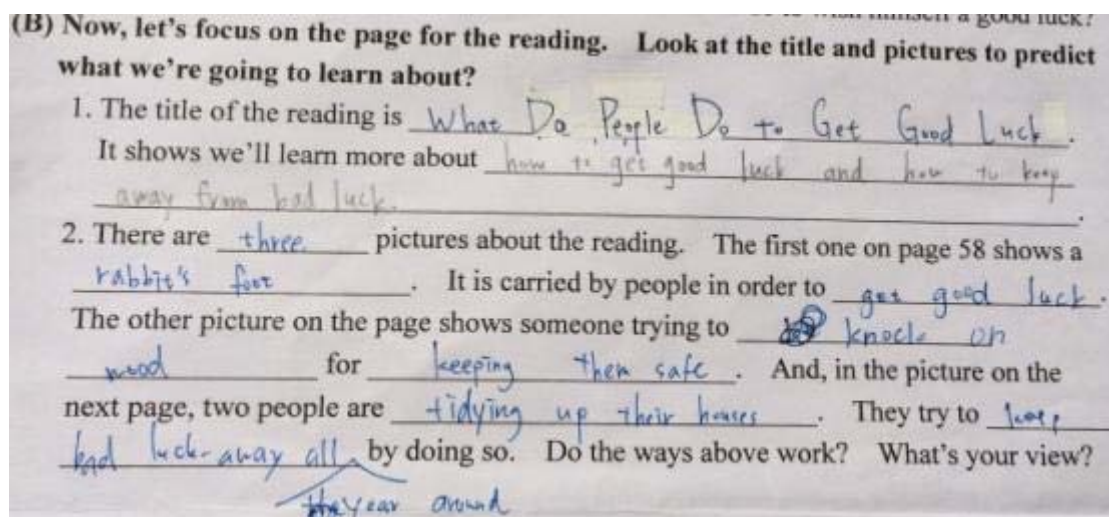 a good luck?
(B) Now, let's focus on the page for the reading. Look at the title and pictures to predict
what we're going to learn about?
1. The title of the reading is What Do People Do to Get Good Luck.
It shows we'll learn more about how to get good luck and how to keep
away from bad luck.
2. There are three pictures about the reading. The first one on page 58 shows a
rabbit's foot. It is carried by people in order to get good luck.
The other picture on the page shows someone trying to knock on
wood for keeping them safe. And, in the picture on the
next page, two people are tidying up their houses. They try to keep
bad luck away all by doing so. Do the ways above work? What's your view?
the year around